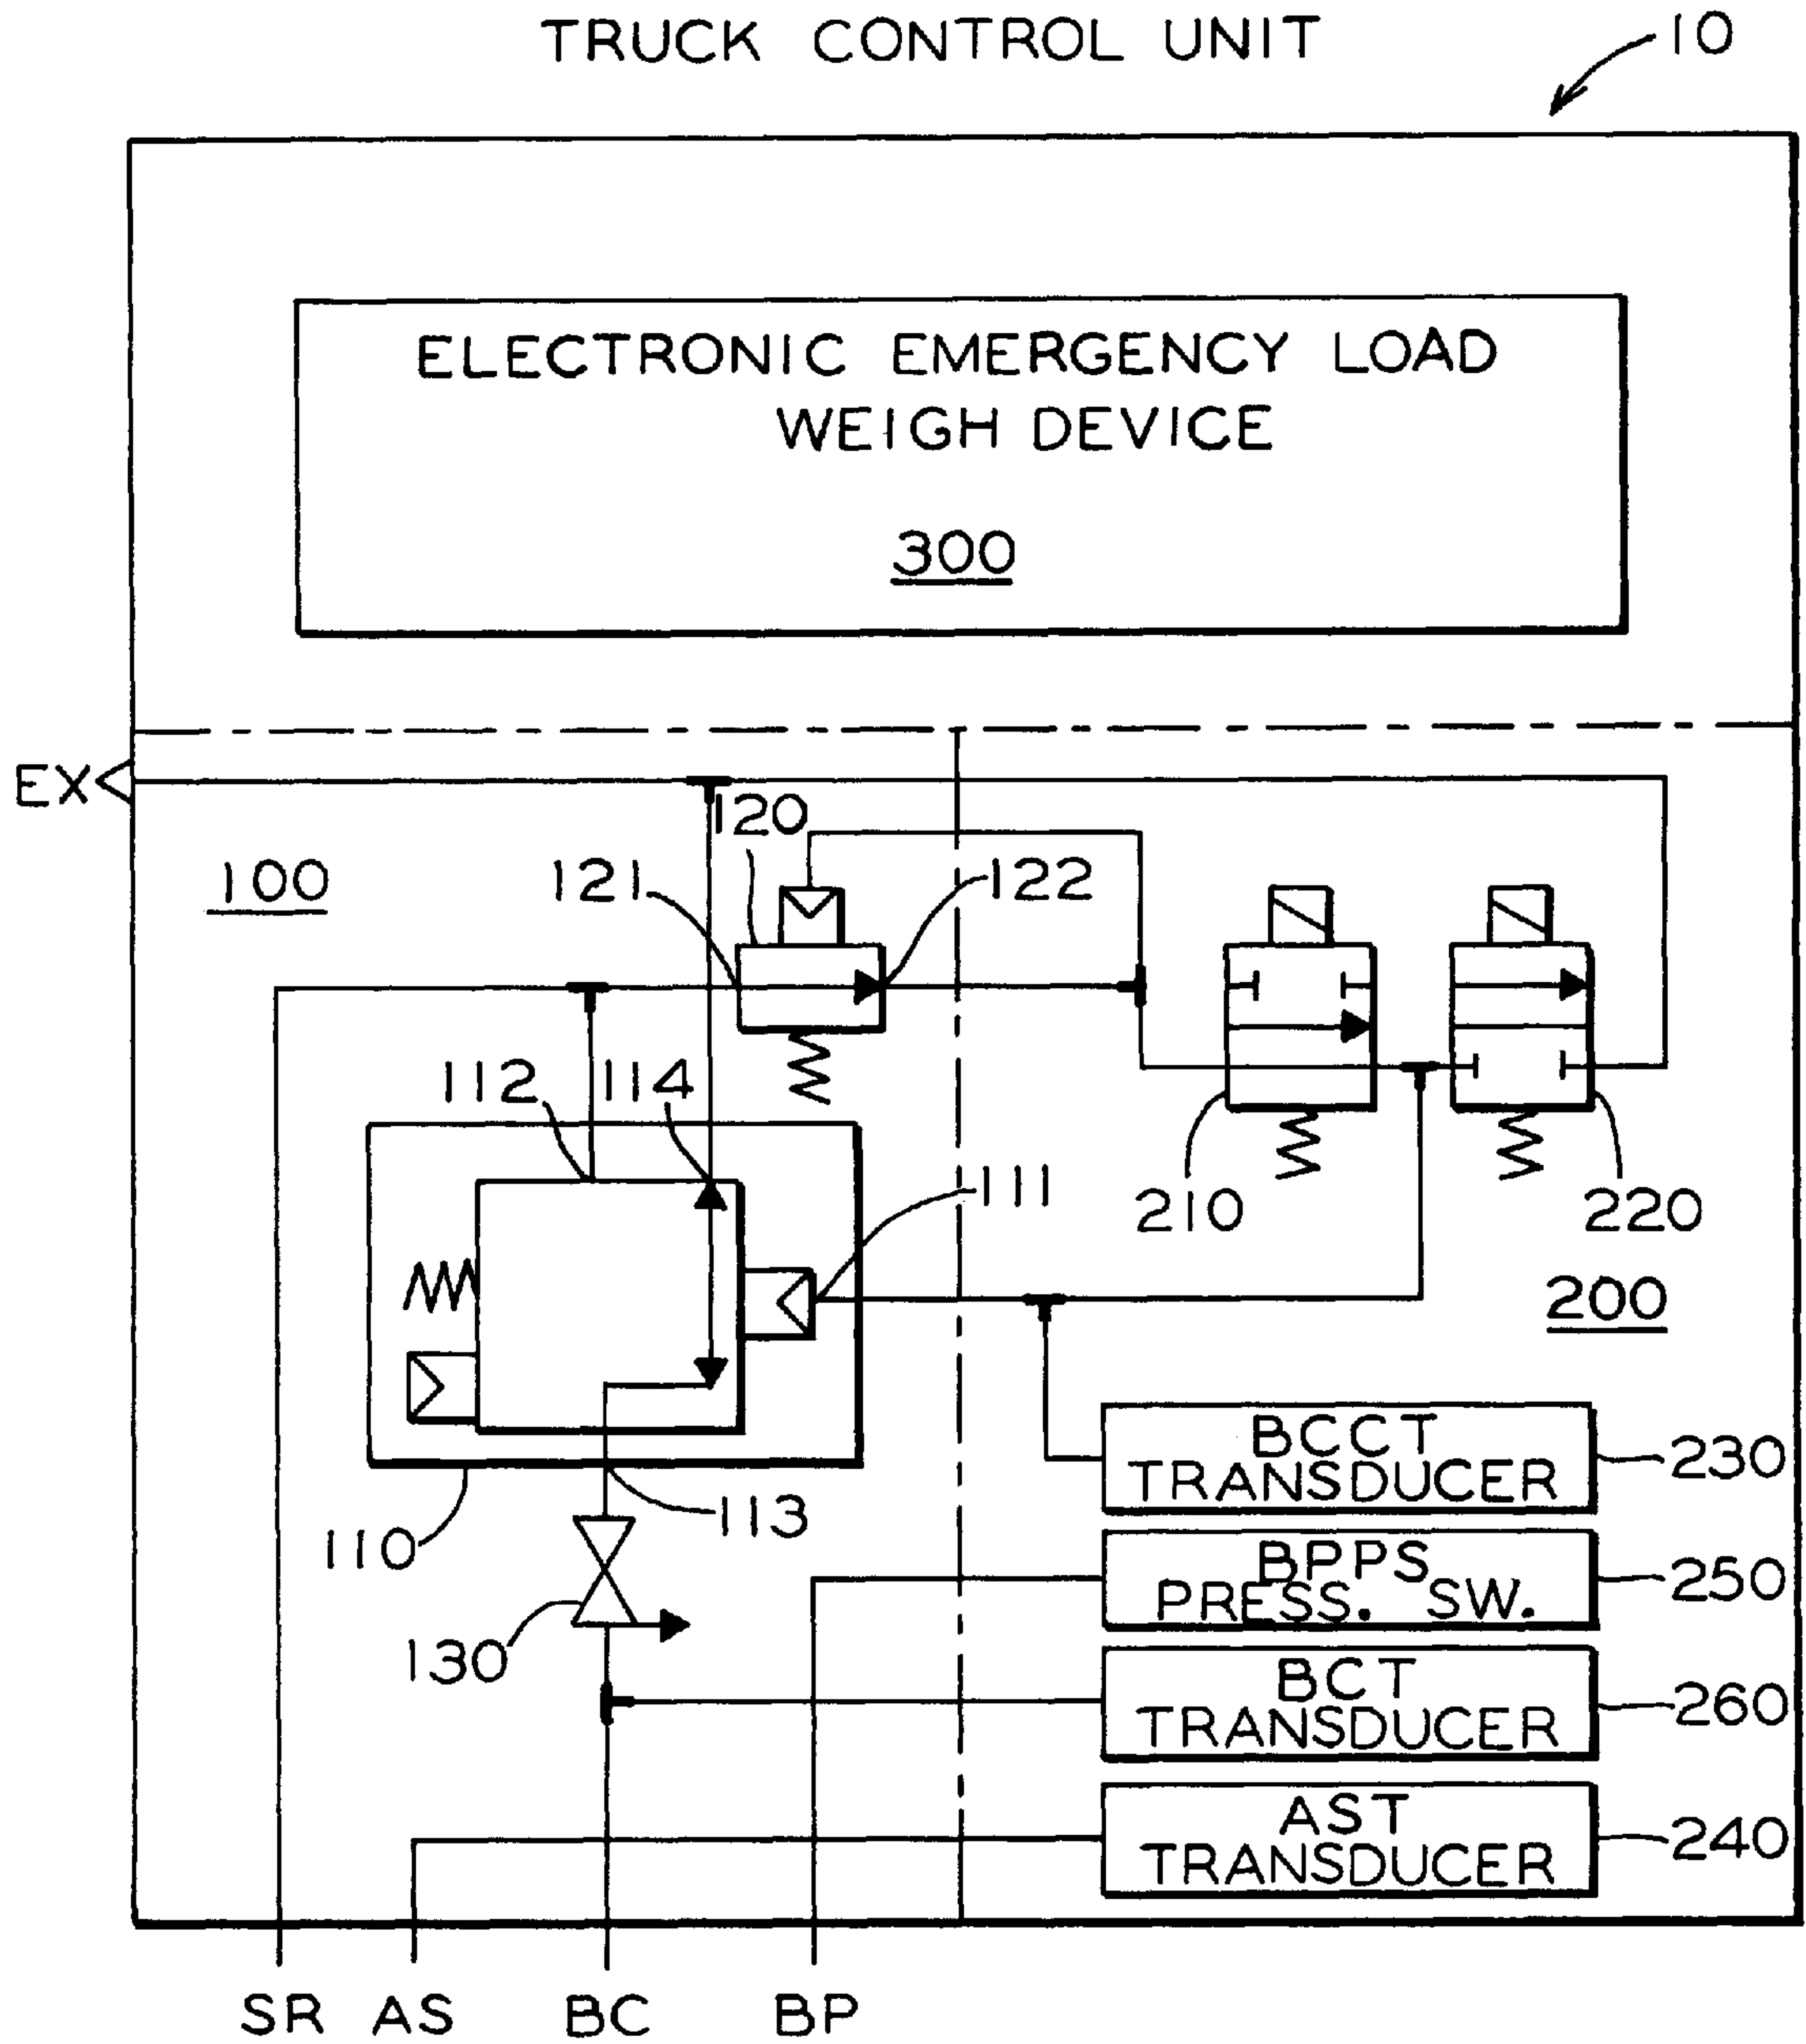 TRUCK CONTROL UNIT
10
ELECTRONIC EMERGENCY LOAD
WEIGH DEVICE
300
EX
120
100
121
122
112
114
111
210
220
200
BCCT
TRANSDUCER
230
113
110
BPPS
PRESS. SW.
250
130
BCT
TRANSDUCER
260
AST
TRANSDUCER
240
SR AS BC BP